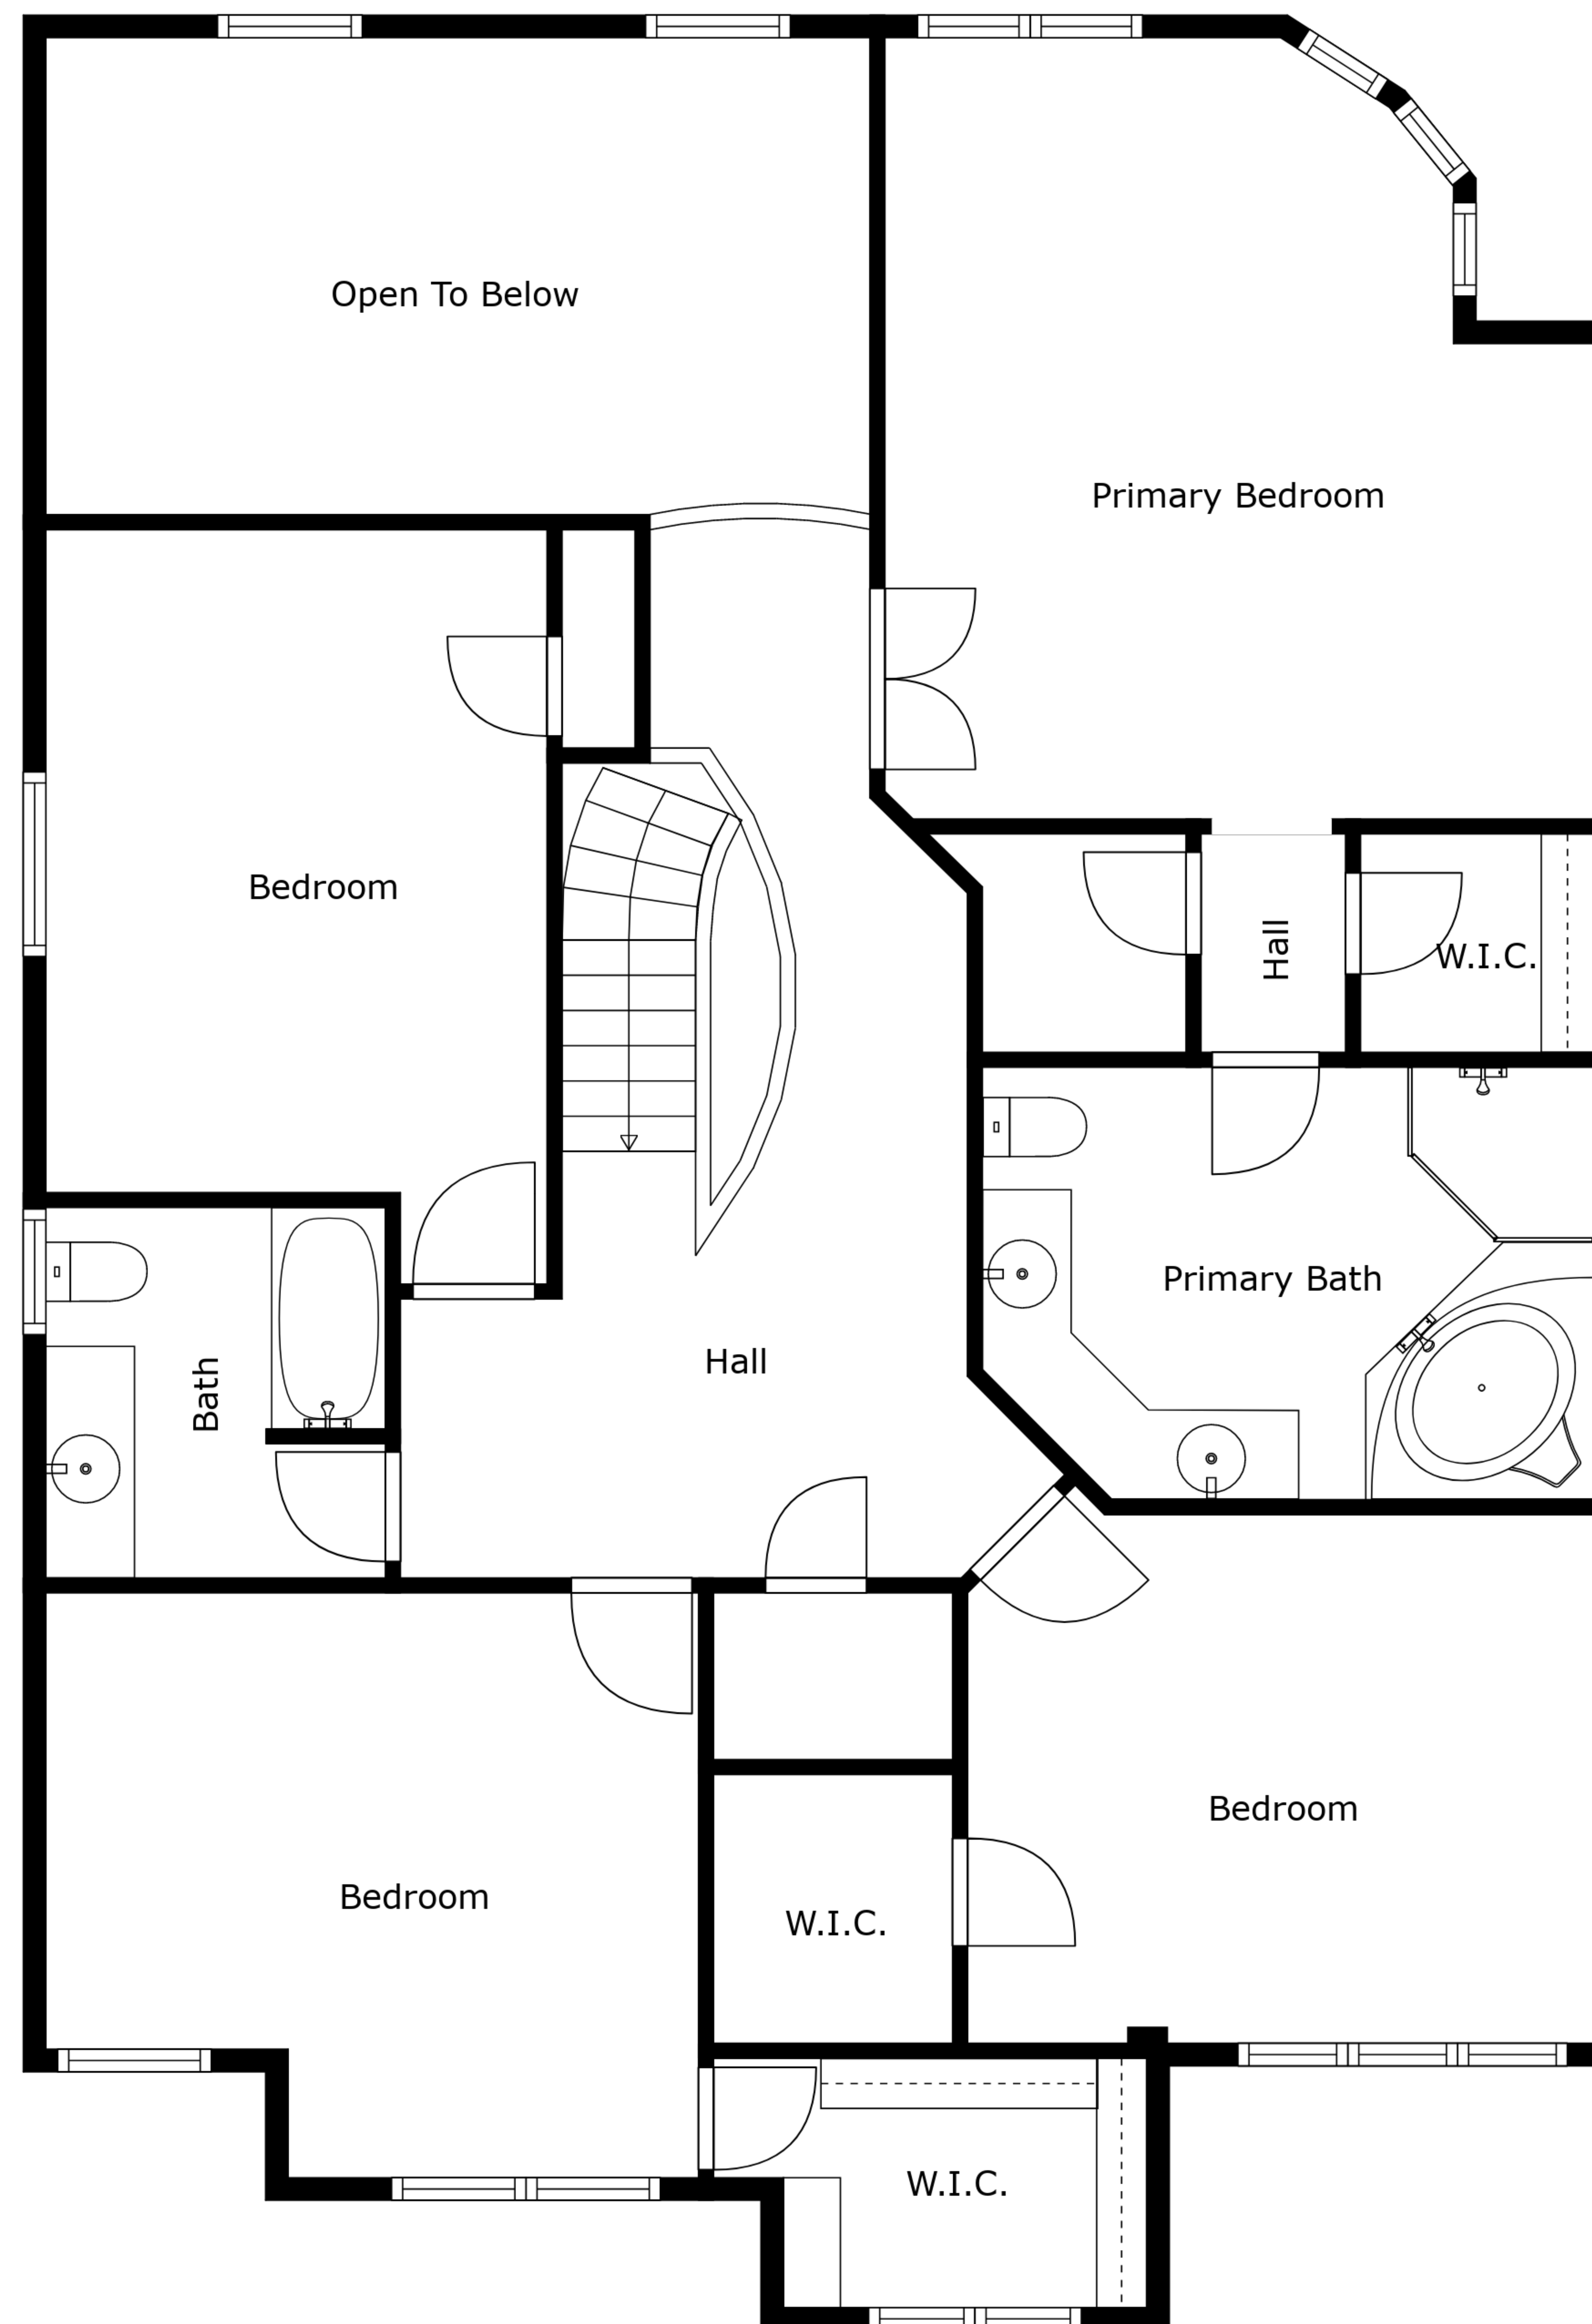 Open To Below
Primary Bedroom
Bedroom
Hall
W.I.C.
Primary Bath
Hall
Bath
Bedroom
Bedroom
W.I.C.
W.I.C.